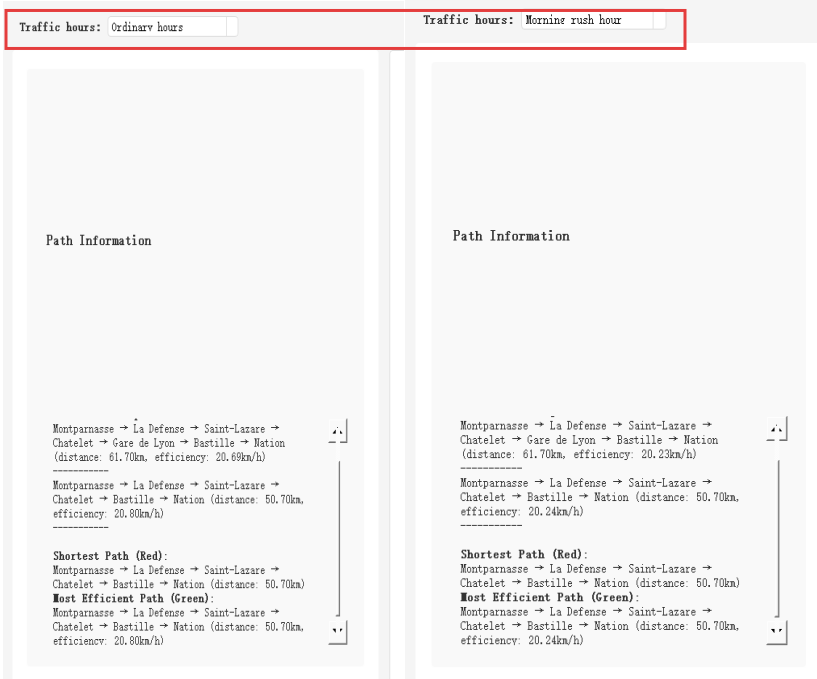 Traffic hours: Ordinary hours
Path Information
Montparnasse → La Defense → Saint-Lazare →
Chatelet → Gare de Lyon → Bastille → Nation
(distance: 61.70km, efficiency: 20.69km/h)
-----------
Montparnasse → La Defense → Saint-Lazare →
Chatelet → Bastille → Nation (distance: 50.70km,
efficiency: 20.80km/h)
-----------
Shortest Path (Red):
Montparnasse → La Defense → Saint-Lazare →
Chatelet → Bastille → Nation (distance: 50.70km)
Most Efficient Path (Green):
Montparnasse → La Defense → Saint-Lazare →
Chatelet → Bastille → Nation (distance: 50.70km,
efficiency: 20.80km/h)
Traffic hours: Morning rush hour
Path Information
Montparnasse → La Defense → Saint-Lazare →
Chatelet → Gare de Lyon → Bastille → Nation
(distance: 61.70km, efficiency: 20.23km/h)
-----------
Montparnasse → La Defense → Saint-Lazare →
Chatelet → Bastille → Nation (distance: 50.70km,
efficiency: 20.24km/h)
-----------
Shortest Path (Red):
Montparnasse → La Defense → Saint-Lazare →
Chatelet → Bastille → Nation (distance: 50.70km)
Most Efficient Path (Green):
Montparnasse → La Defense → Saint-Lazare →
Chatelet → Bastille → Nation (distance: 50.70km,
efficiency: 20.24km/h)